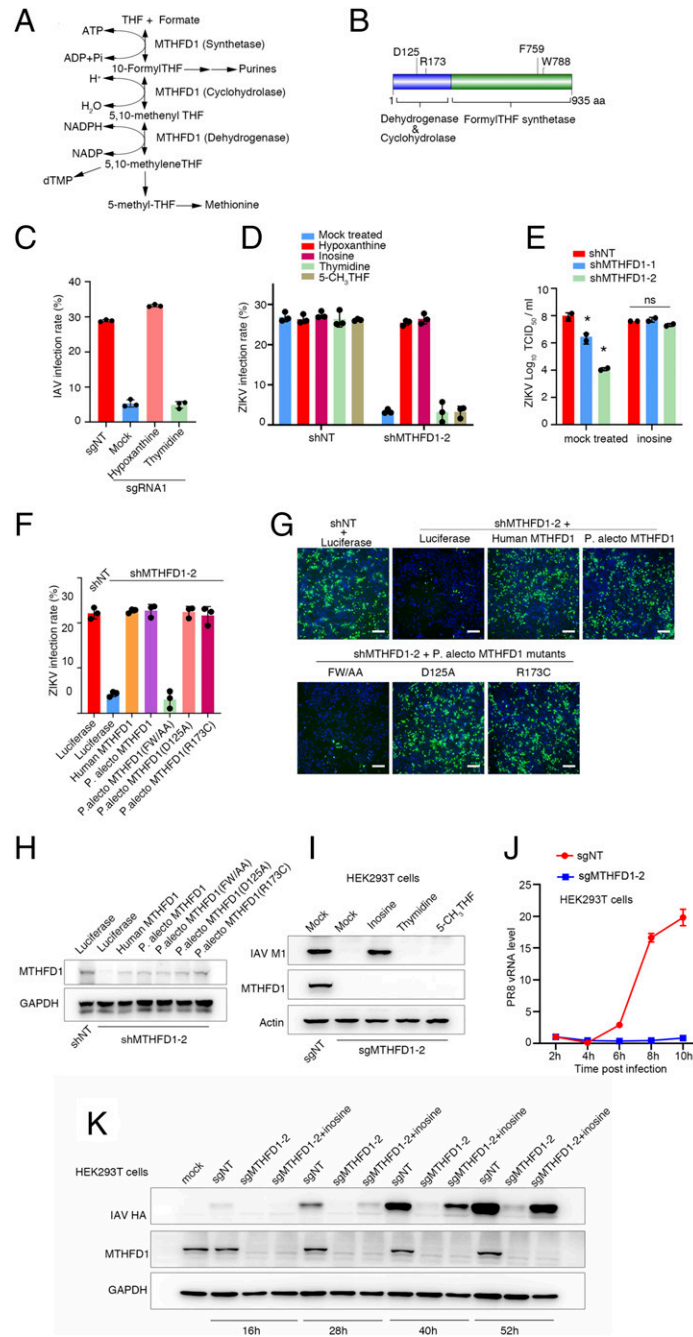 A
THF + Formate
ATP
MTHFD1 (Synthetase)
ADP+Pi
10-FormylTHF
Purines
H⁺
MTHFD1 (Cyclohydrolase)
H₂O
5,10-methenyl THF
NADPH
MTHFD1 (Dehydrogenase)
NADP
5,10-methyleneTHF
dTMP
5-methyl-THF
Methionine
B
D125
R173
F759
W788
1
935 aa
Dehydrogenase
&
Cyclohydrolase
FormylTHF synthetase
C
IAV infection rate (%)
40
30
20
10
0
sgNT
Mock
Hypoxanthine
Thymidine
sgRNA1
D
Mock treated
Hypoxanthine
Inosine
Thymidine
5-CH₃THF
ZIKV infection rate (%)
30
20
10
0
shNT
shMTHFD1-2
E
shNT
shMTHFD1-1
shMTHFD1-2
ZIKV Log₁₀ TCID₅₀ / ml
10
8
6
4
2
0
*
*
ns
mock treated
inosine
F
shNT
shMTHFD1-2
ZIKV infection rate (%)
30
20
10
0
Luciferase
Luciferase
Human MTHFD1
P. alecto MTHFD1
P.alecto MTHFD1(FW/AA)
P.alecto MTHFD1(D125A)
P.alecto MTHFD1(R173C)
G
shNT
+
Luciferase
shMTHFD1-2 +
Luciferase
Human MTHFD1
P. alecto MTHFD1
shMTHFD1-2 + P. alecto MTHFD1 mutants
FW/AA
D125A
R173C
H
Luciferase
Luciferase
Human MTHFD1
P. alecto MTHFD1
P.alecto MTHFD1(FW/AA)
P.alecto MTHFD1(D125A)
P.alecto MTHFD1(R173C)
MTHFD1
GAPDH
shNT
shMTHFD1-2
I
HEK293T cells
Mock
Mock
Inosine
Thymidine
5-CH₃THF
IAV M1
MTHFD1
Actin
sgNT
sgMTHFD1-2
J
sgNT
sgMTHFD1-2
HEK293T cells
PR8 vRNA level
25
20
15
10
5
0
2h
4h
6h
8h
10h
Time post infection
K
HEK293T cells
mock
sgNT
sgMTHFD1-2
sgMTHFD1-2+inosine
sgNT
sgMTHFD1-2
sgMTHFD1-2+inosine
sgNT
sgMTHFD1-2
sgMTHFD1-2+inosine
sgNT
sgMTHFD1-2
sgMTHFD1-2+inosine
IAV HA
MTHFD1
GAPDH
16h
28h
40h
52h